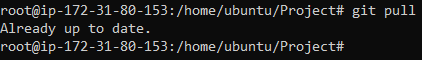 root@ip-172-31-80-153:/home/ubuntu/Project# git pull
Already up to date.
root@ip-172-31-80-153:/home/ubuntu/Project#